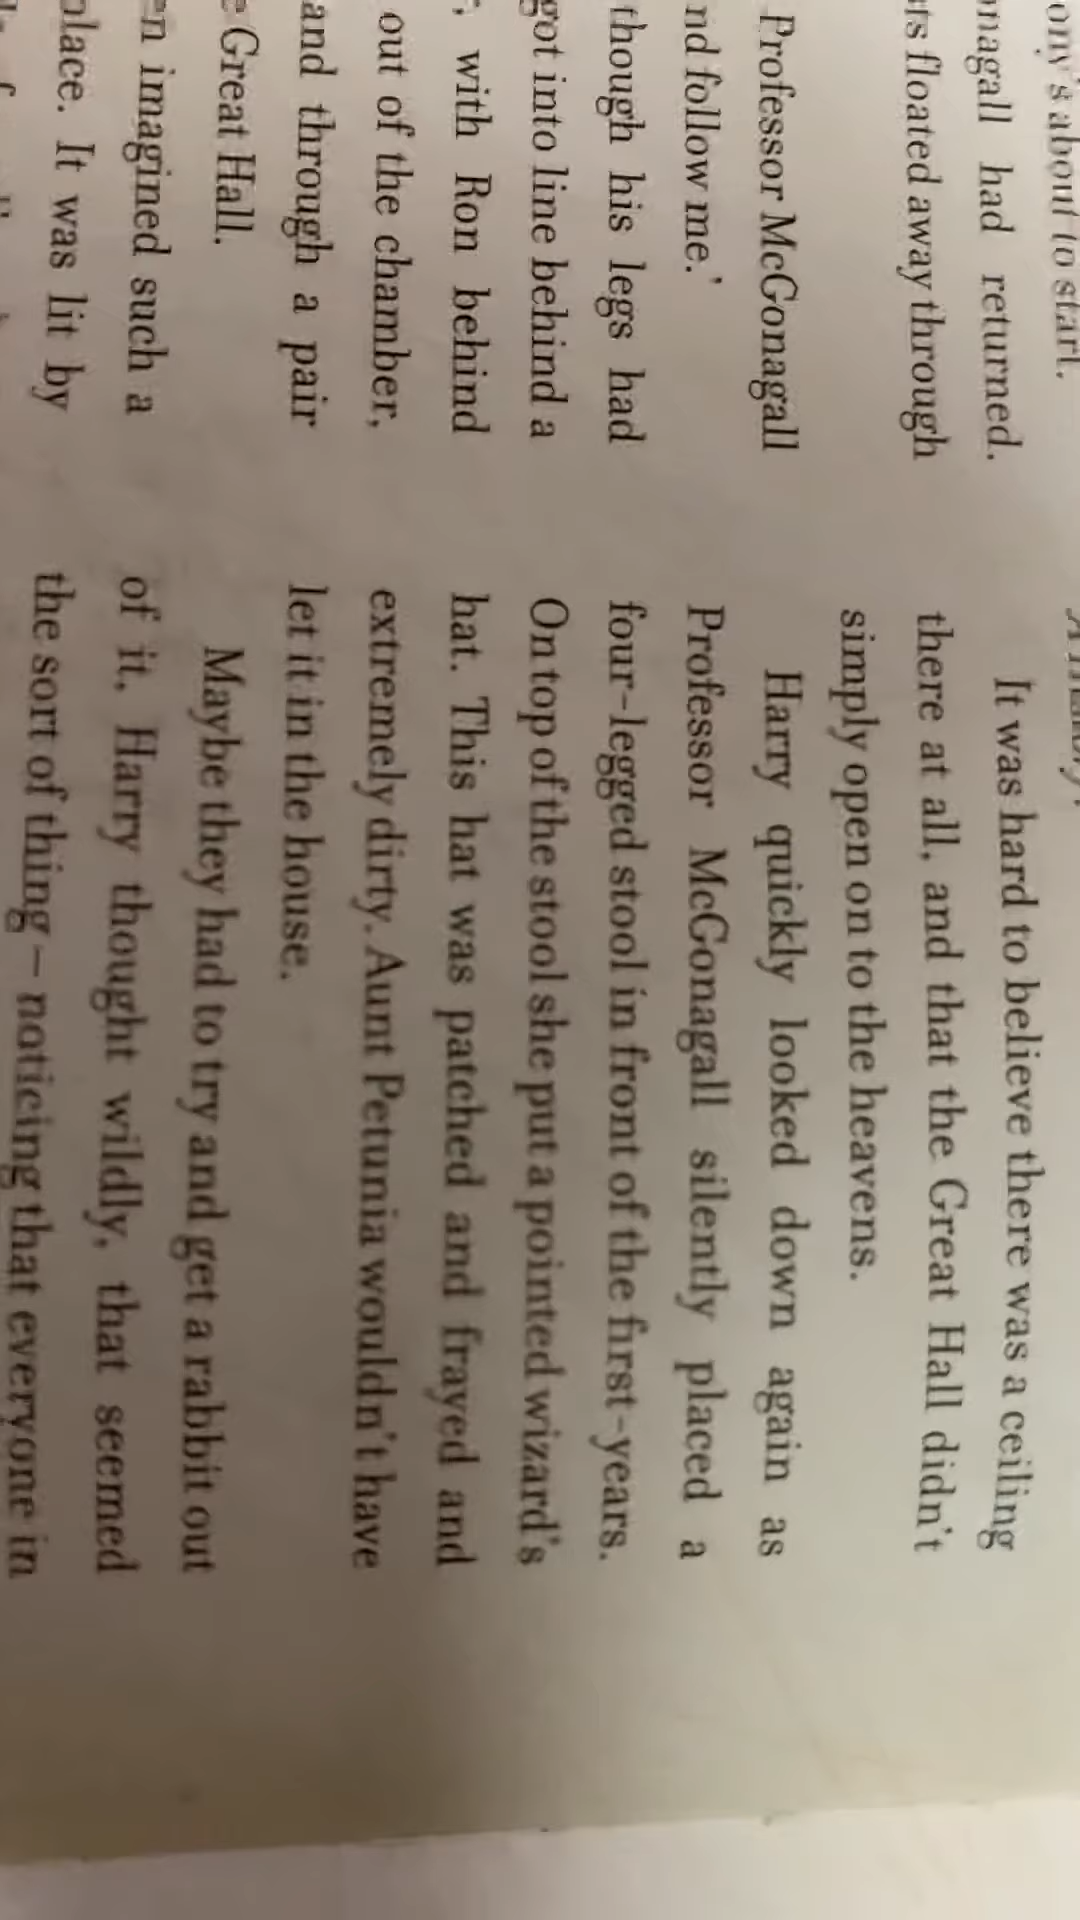 ony's about to start.
nagall had returned.
ts floated away through
Professor McGonagall
nd follow me.'
though his legs had
got into line behind a
, with Ron behind
out of the chamber,
and through a pair
e Great Hall.
en imagined such a
place. It was lit by
It was hard to believe there was a ceiling
there at all, and that the Great Hall didn't
simply open on to the heavens.
Harry quickly looked down again as
Professor McGonagall silently placed a
four-legged stool in front of the first-years.
On top of the stool she put a pointed wizard's
hat. This hat was patched and frayed and
extremely dirty. Aunt Petunia wouldn't have
let it in the house.
Maybe they had to try and get a rabbit out
of it, Harry thought wildly, that seemed
the sort of thing – noticing that everyone in